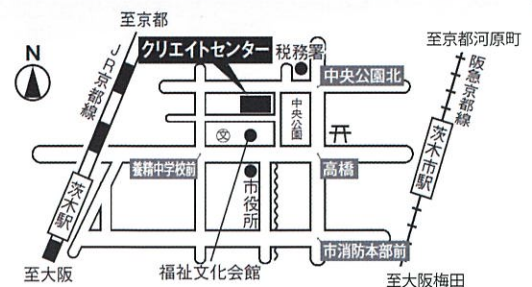 至京都
N
JR京都線
クリエイトセンター
税務署
中央公園北
至京都河原町
阪急京都線
中央公園
文
茨木市駅
養精中学校前
高橋
茨木駅
市役所
市消防本部前
至大阪
福祉文化会館
至大阪梅田